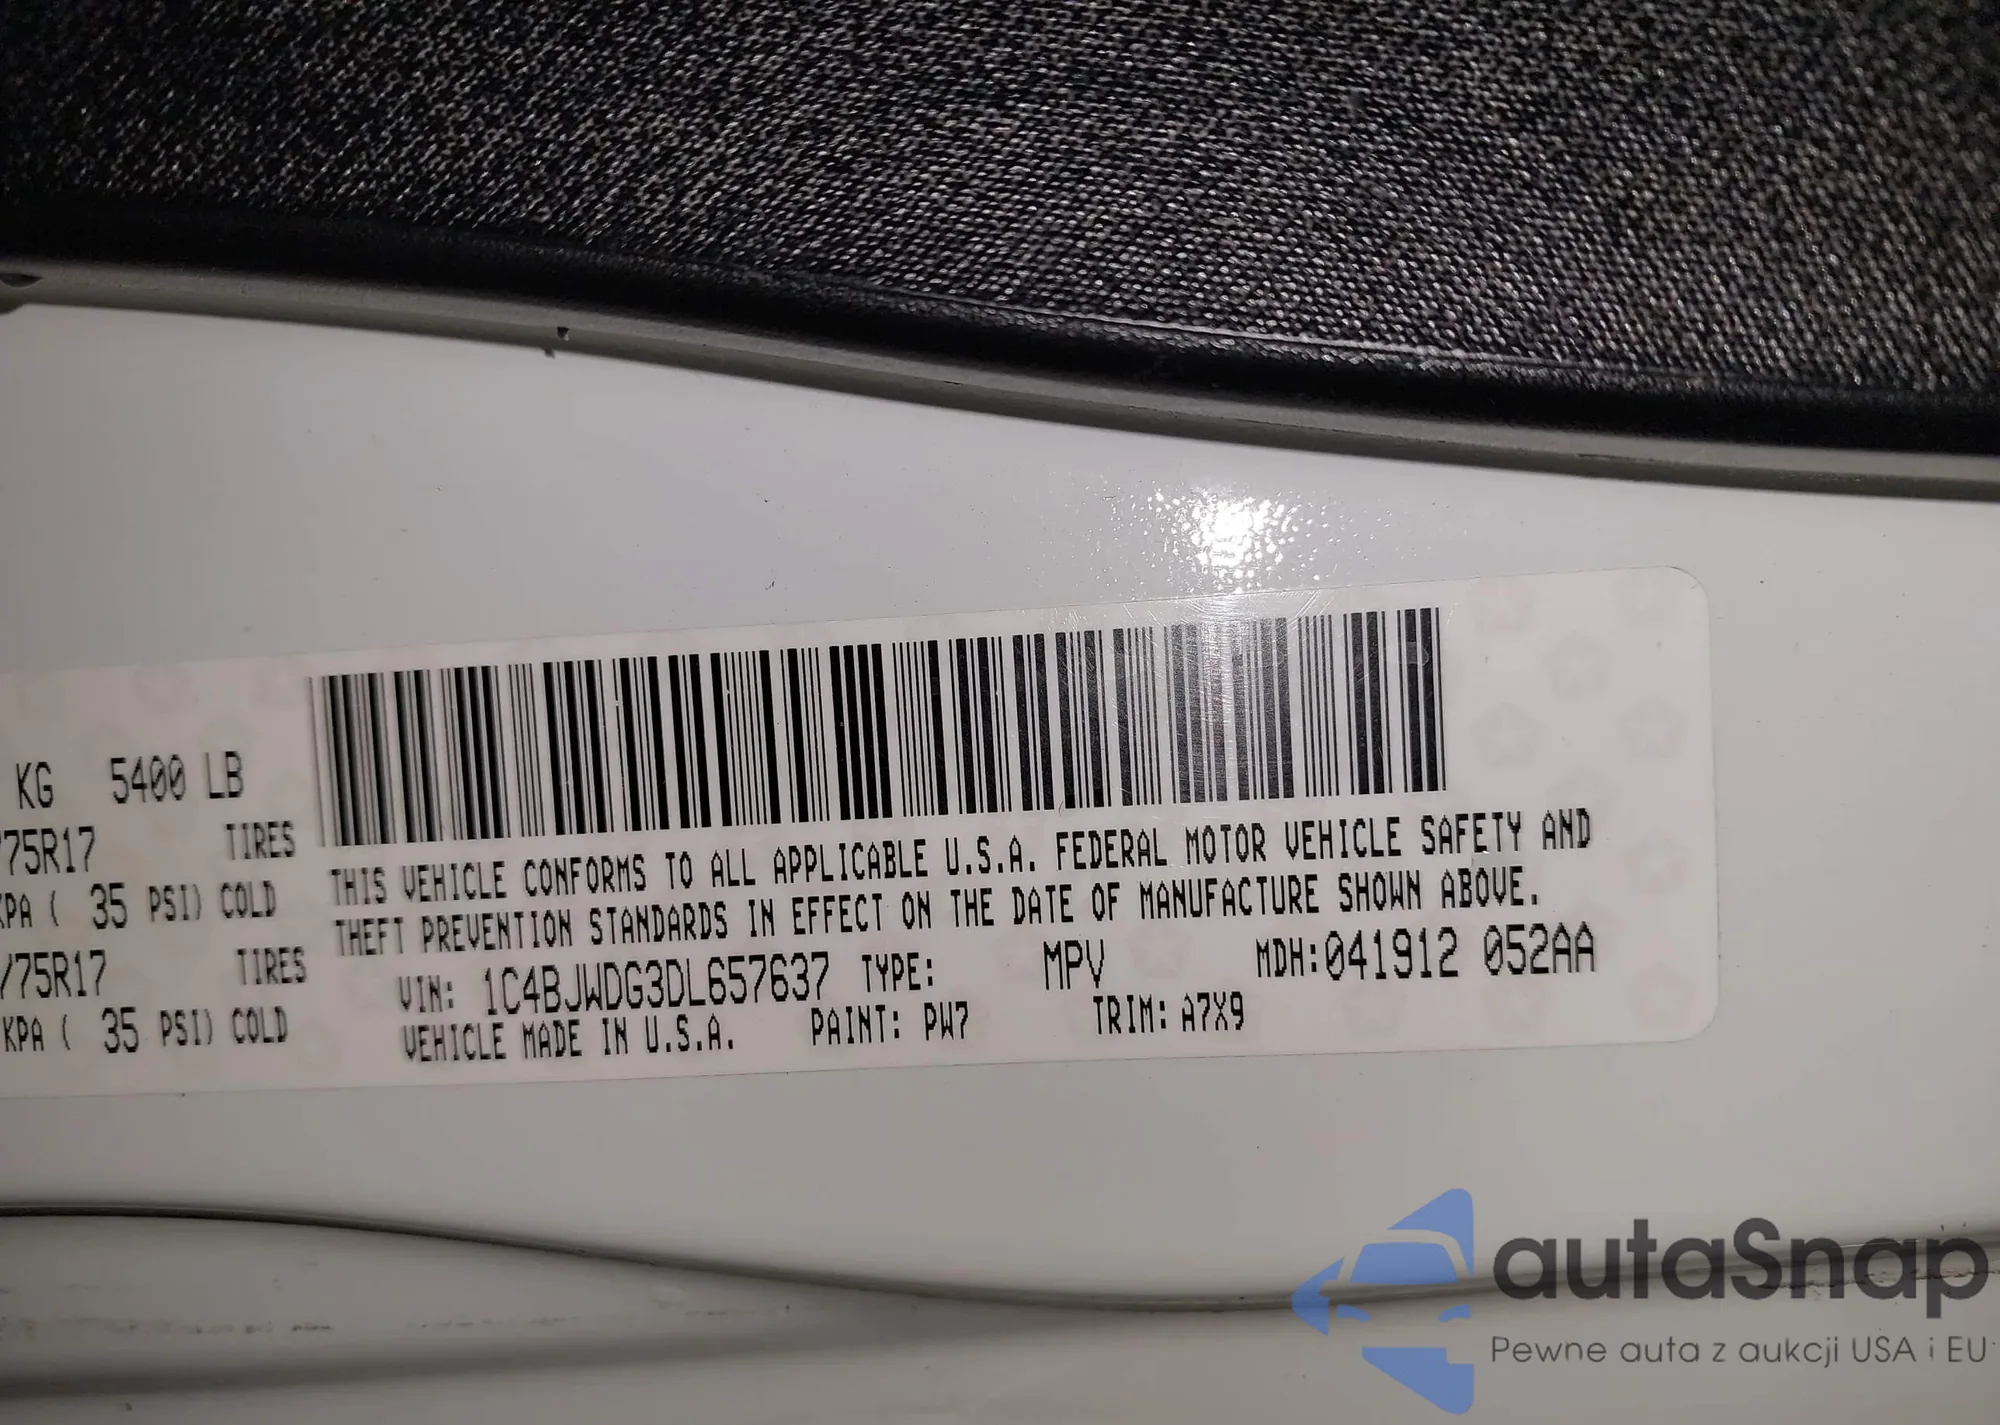 KG 5400 LB
/75R17 TIRES
KPA ( 35 PSI) COLD
/75R17 TIRES
KPA ( 35 PSI) COLD
THIS VEHICLE CONFORMS TO ALL APPLICABLE U.S.A. FEDERAL MOTOR VEHICLE SAFETY AND
THEFT PREVENTION STANDARDS IN EFFECT ON THE DATE OF MANUFACTURE SHOWN ABOVE.
VIN: 1C4BJWDG3DL657637 TYPE: MPV MDH:041912 052AA
VEHICLE MADE IN U.S.A. PAINT: PW7 TRIM: A7X9
autaSnap
Pewne auta z aukcji USA i EU